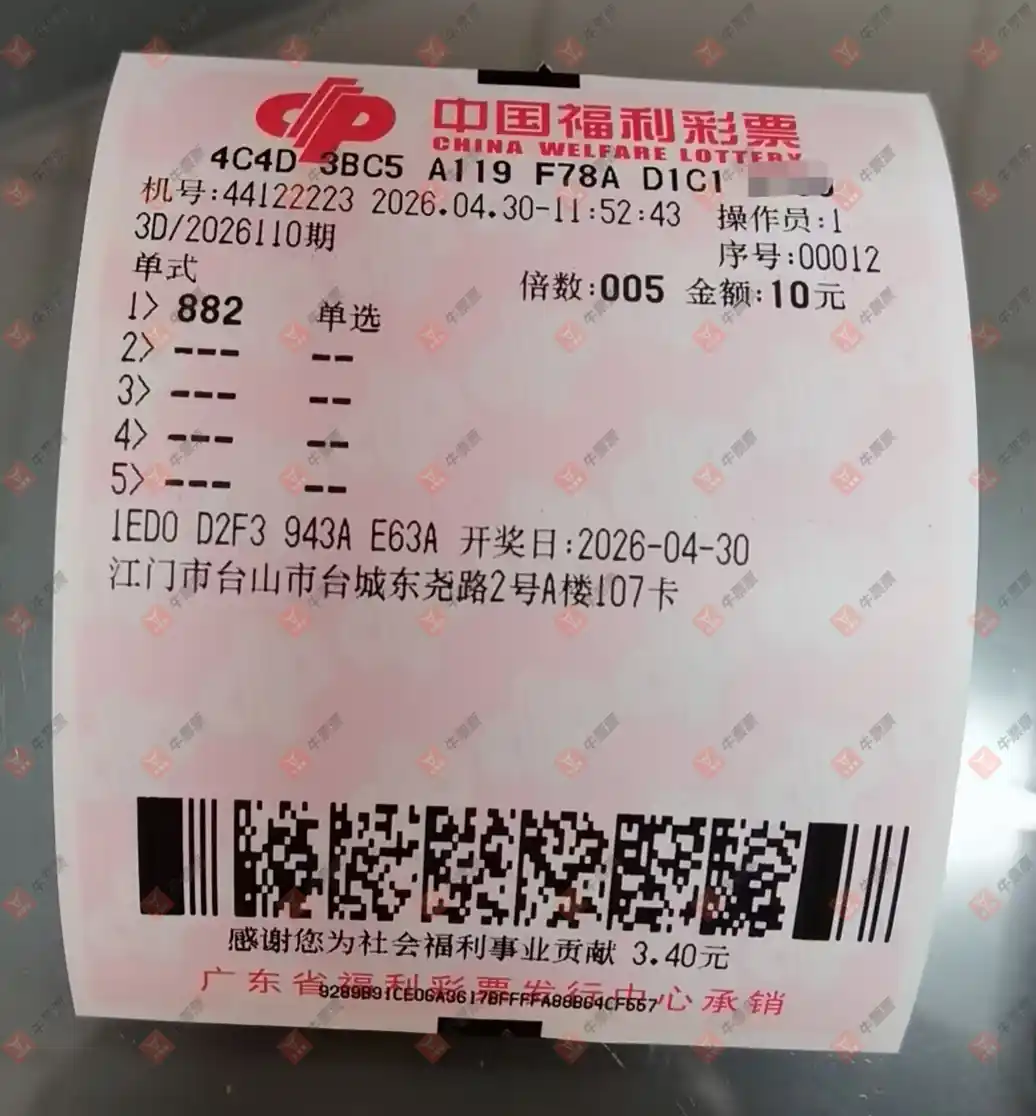 中国福利彩票
CHINA WELFARE LOTTERY
4C4D 3BC5 A119 F78A D1C1
机号:44122223 2026.04.30-11:52:43 操作员:1
3D/2026110期 序号:00012
单式 倍数:005 金额:10元
1> 882 单选
2> --- --
3> --- --
4> --- --
5> --- --
1ED0 D2F3 943A E63A 开奖日:2026-04-30
江门市台山市台城东尧路2号A楼107卡
感谢您为社会福利事业贡献 3.40元
广东省福利彩票发行中心承销
9289B91CE06A3617BFFFFA88B64CF557
牛票票